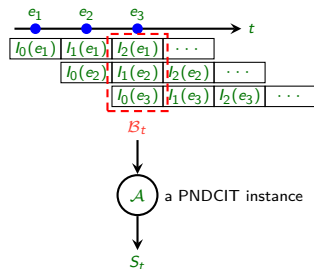 e₁ e₂ e₃ t
I₀(e₁) I₁(e₁) I₂(e₁) ⋯
I₀(e₂) I₁(e₂) I₂(e₂) ⋯
I₀(e₃) I₁(e₃) I₂(e₃) ⋯
ℬₜ
𝒜 a PNDCIT instance
Sₜ